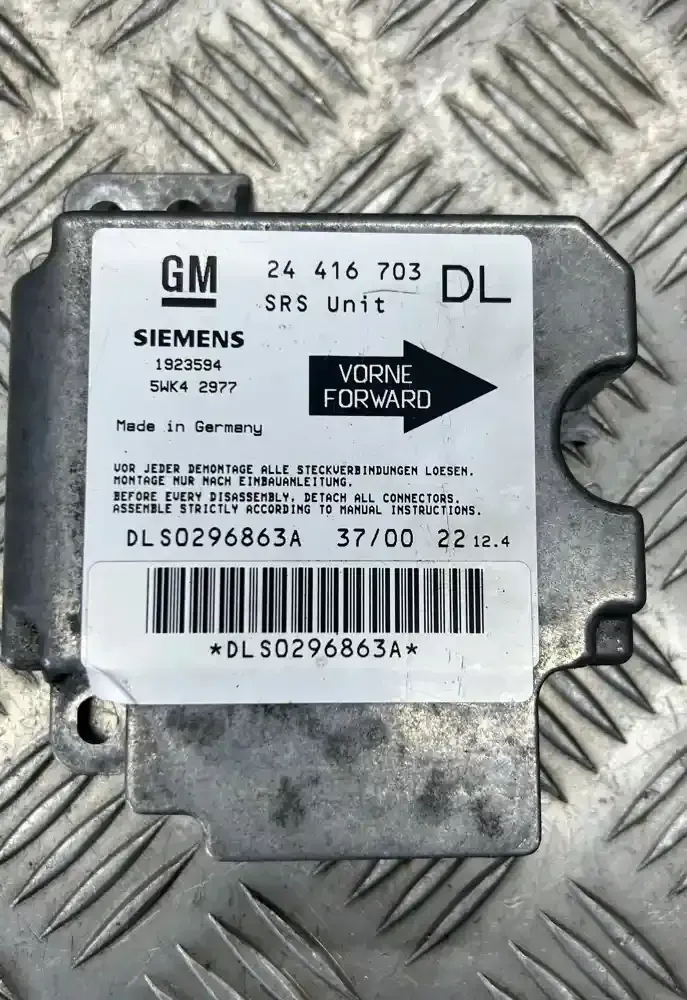 GM 24 416 703 DL
SRS Unit
SIEMENS
1923594
5WK4 2977
VORNE
FORWARD
Made in Germany
VOR JEDER DEMONTAGE ALLE STECKVERBINDUNGEN LOESEN.
MONTAGE NUR NACH EINBAUANLEITUNG.
BEFORE EVERY DISASSEMBLY, DETACH ALL CONNECTORS.
ASSEMBLE STRICTLY ACCORDING TO MANUAL INSTRUCTIONS.
DLS0296863A 37/00 22 12.4
*DLS0296863A*